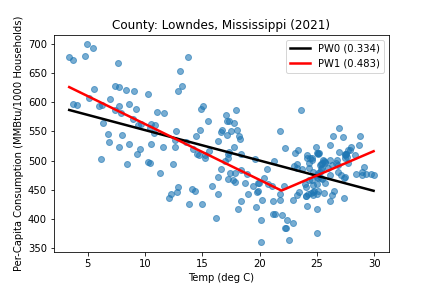 County: Lowndes, Mississippi (2021)
Per-Capita Consumption (MMBtu/1000 Households)
700
650
600
550
500
450
400
350
PW0 (0.334)
PW1 (0.483)
5
10
15
20
25
30
Temp (deg C)